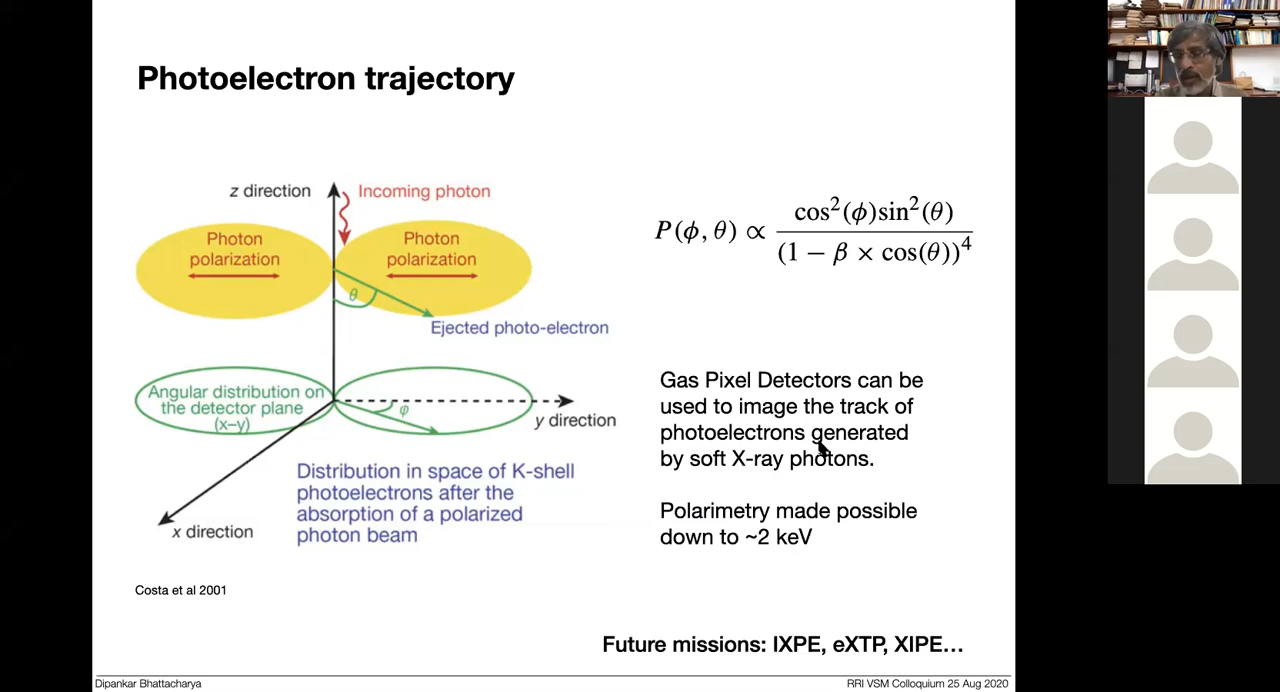 Photoelectron trajectory
z direction
Incoming photon
Photon
polarization
Photon
polarization
θ
Ejected photo-electron
Angular distribution on
the detector plane
(x–y)
φ
y direction
x direction
Distribution in space of K-shell
photoelectrons after the
absorption of a polarized
photon beam
Costa et al 2001
P(ϕ, θ) ∝ cos²(ϕ)sin²(θ) / (1 − β × cos(θ))⁴
Gas Pixel Detectors can be
used to image the track of
photoelectrons generated
by soft X-ray photons.
Polarimetry made possible
down to ~2 keV
Future missions: IXPE, eXTP, XIPE…
Dipankar Bhattacharya
RRI VSM Colloquium 25 Aug 2020